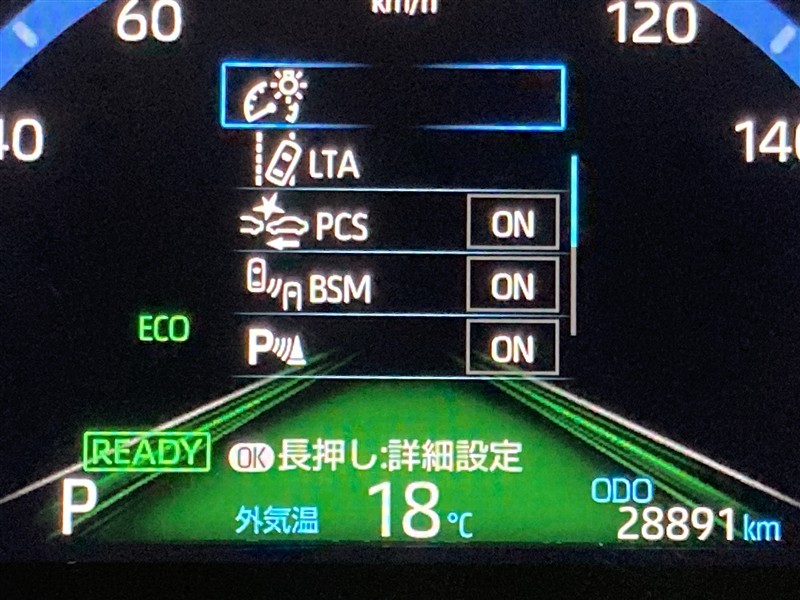 km/h
60 120
40 140
LTA
PCS ON
BSM ON
P ON
ECO
READY OK 長押し:詳細設定
P 外気温 18℃ ODO
28891km